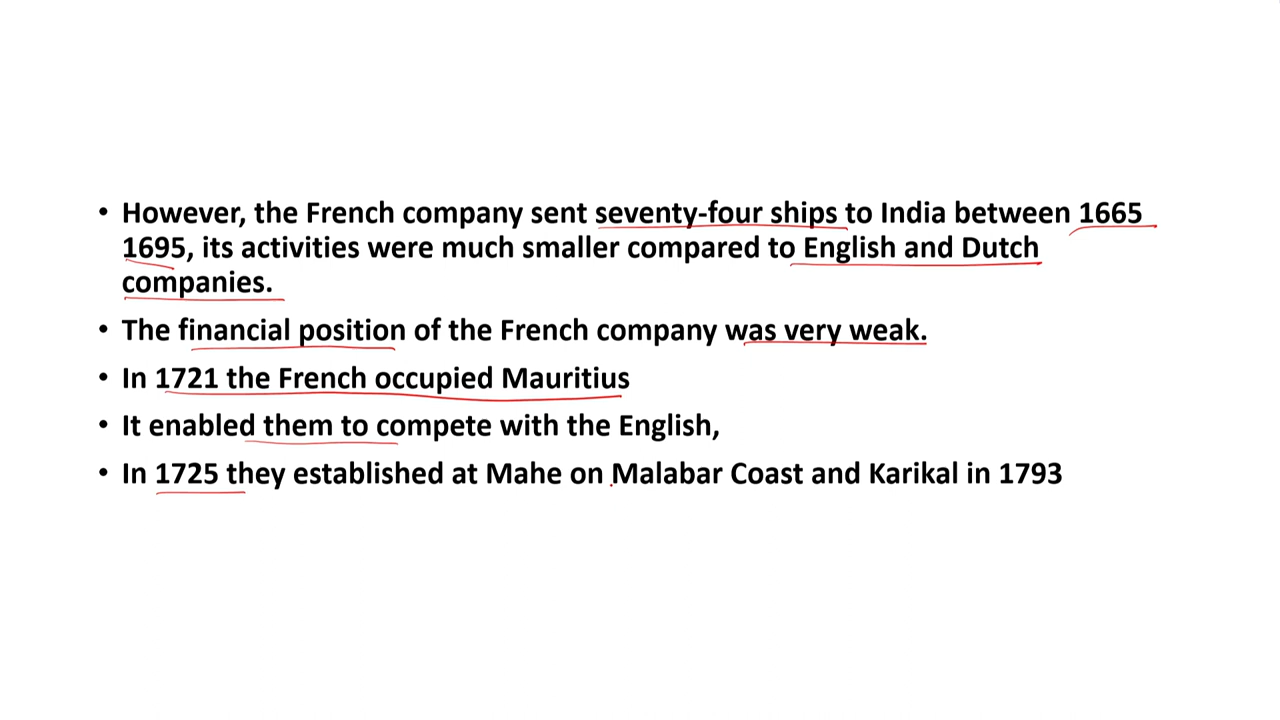 • However, the French company sent seventy-four ships to India between 1665
1695, its activities were much smaller compared to English and Dutch
companies.
• The financial position of the French company was very weak.
• In 1721 the French occupied Mauritius
• It enabled them to compete with the English,
• In 1725 they established at Mahe on Malabar Coast and Karikal in 1793